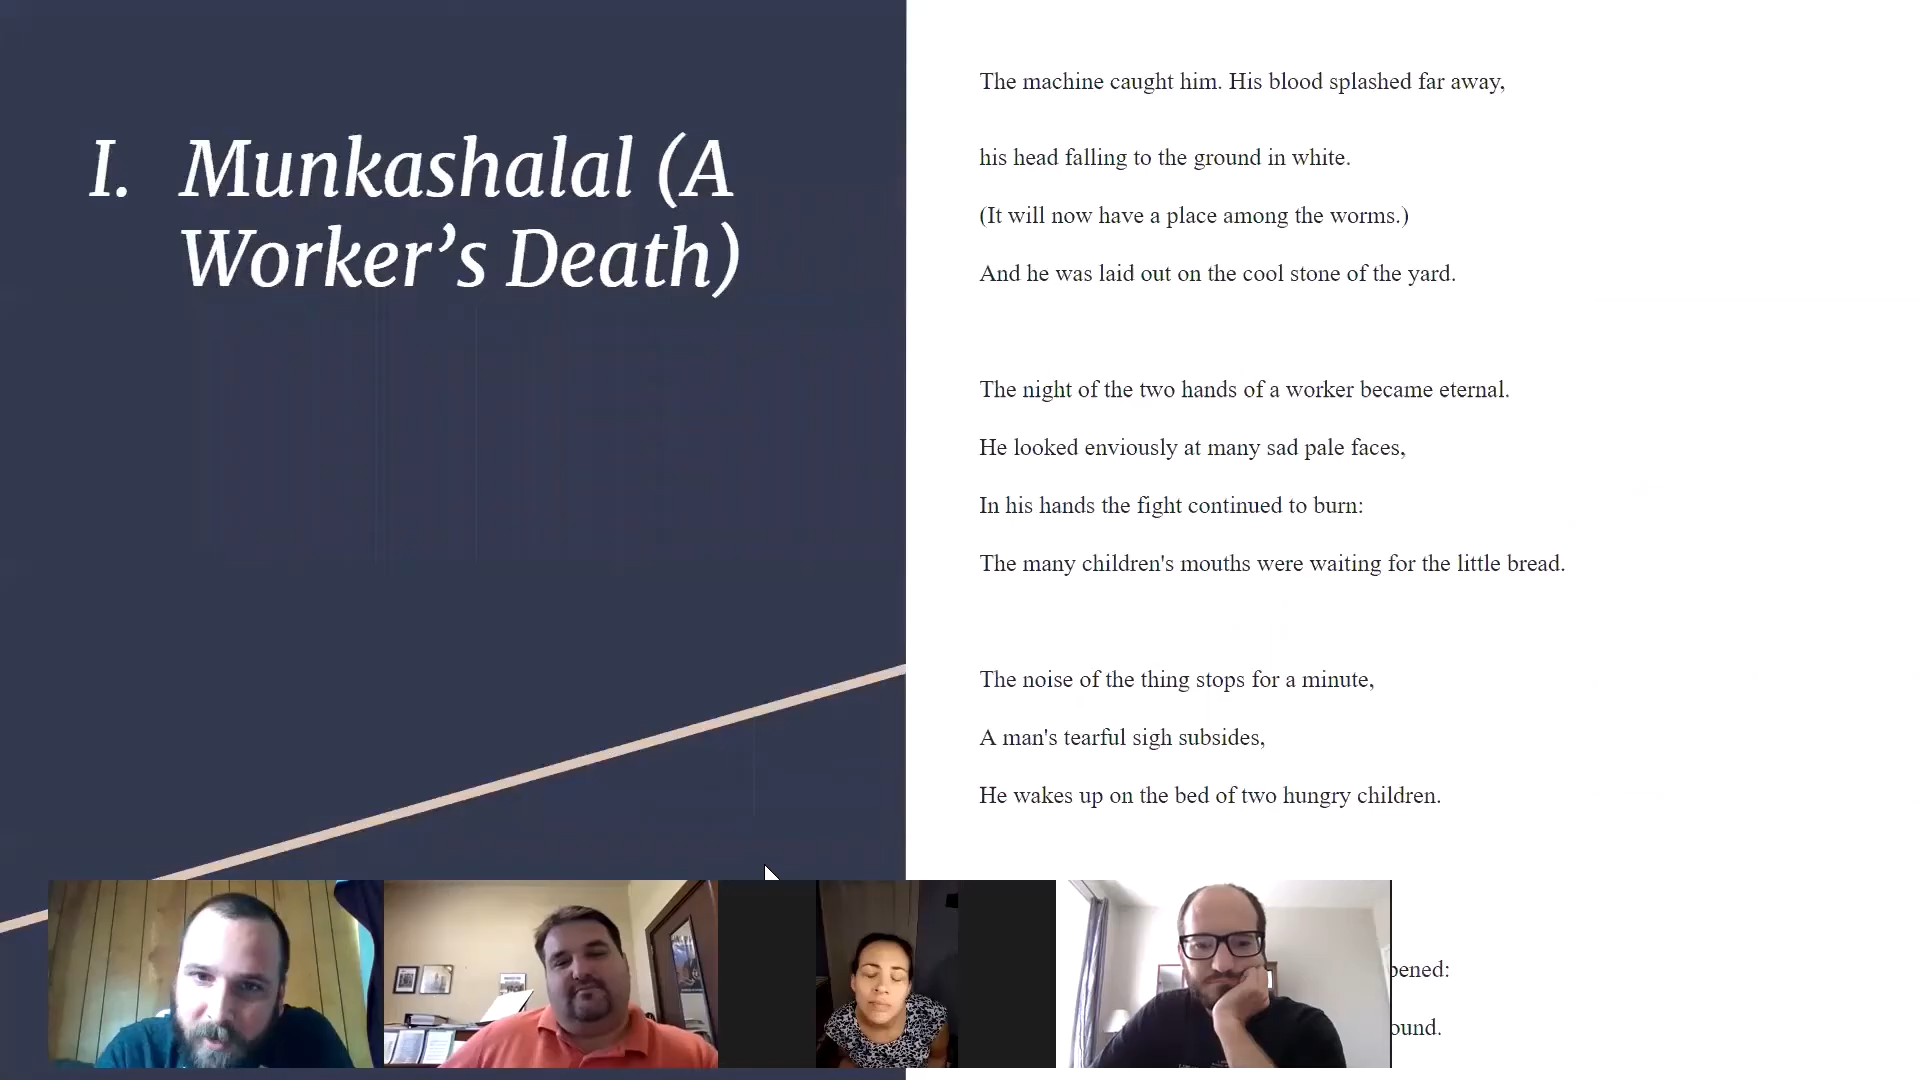 I. Munkashalal (A
Worker's Death)
The machine caught him. His blood splashed far away,
his head falling to the ground in white.
(It will now have a place among the worms.)
And he was laid out on the cool stone of the yard.
The night of the two hands of a worker became eternal.
He looked enviously at many sad pale faces,
In his hands the fight continued to burn:
The many children's mouths were waiting for the little bread.
The noise of the thing stops for a minute,
A man's tearful sigh subsides,
He wakes up on the bed of two hungry children.